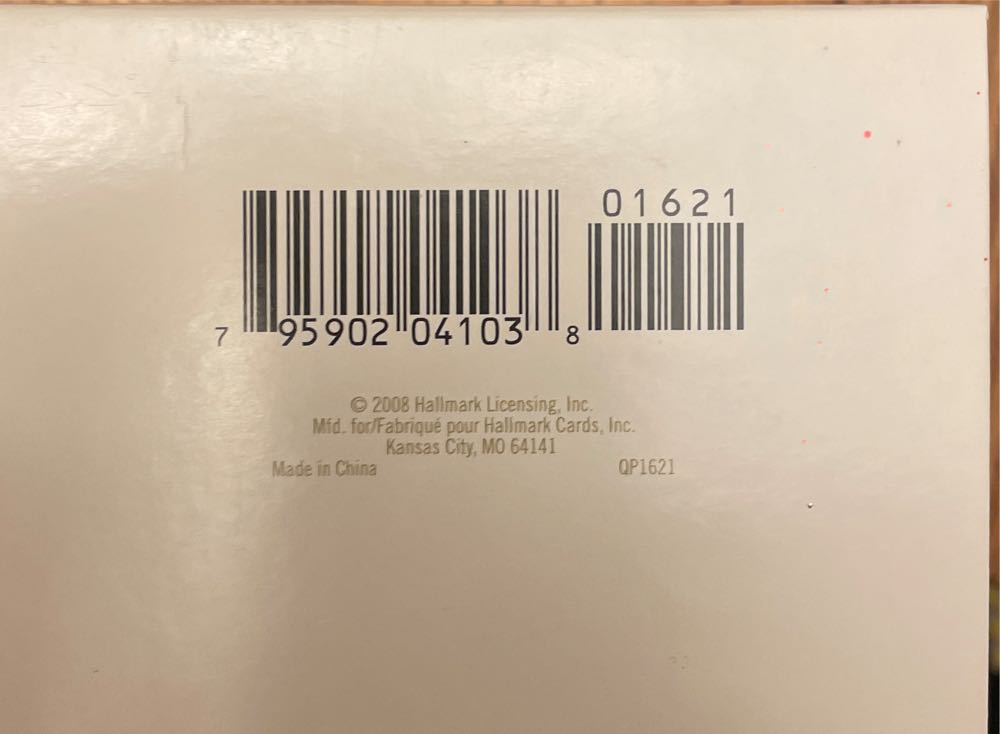 01621
7 95902 04103 8
© 2008 Hallmark Licensing, Inc.
Mfd. for/Fabriqué pour Hallmark Cards, Inc.
Kansas City, MO 64141
Made in China QP1621